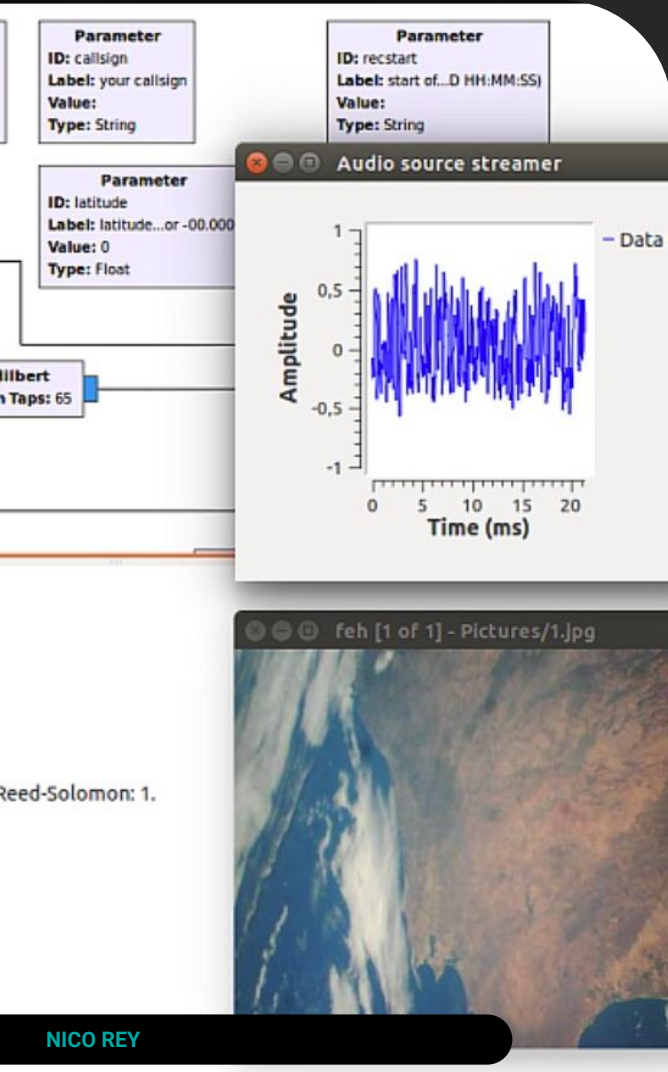 Parameter
ID: callsign
Label: your callsign
Value:
Type: String
Parameter
ID: recstart
Label: start of...D HH:MM:SS)
Value:
Type: String
Parameter
ID: latitude
Label: latitude...or -00.000
Value: 0
Type: Float
Taps: 65
Audio source streamer
Data
1
0,5
0
-0,5
-1
Amplitude
0 5 10 15 20
Time (ms)
feh [1 of 1] - Pictures/1.jpg
Reed-Solomon: 1.
NICO REY